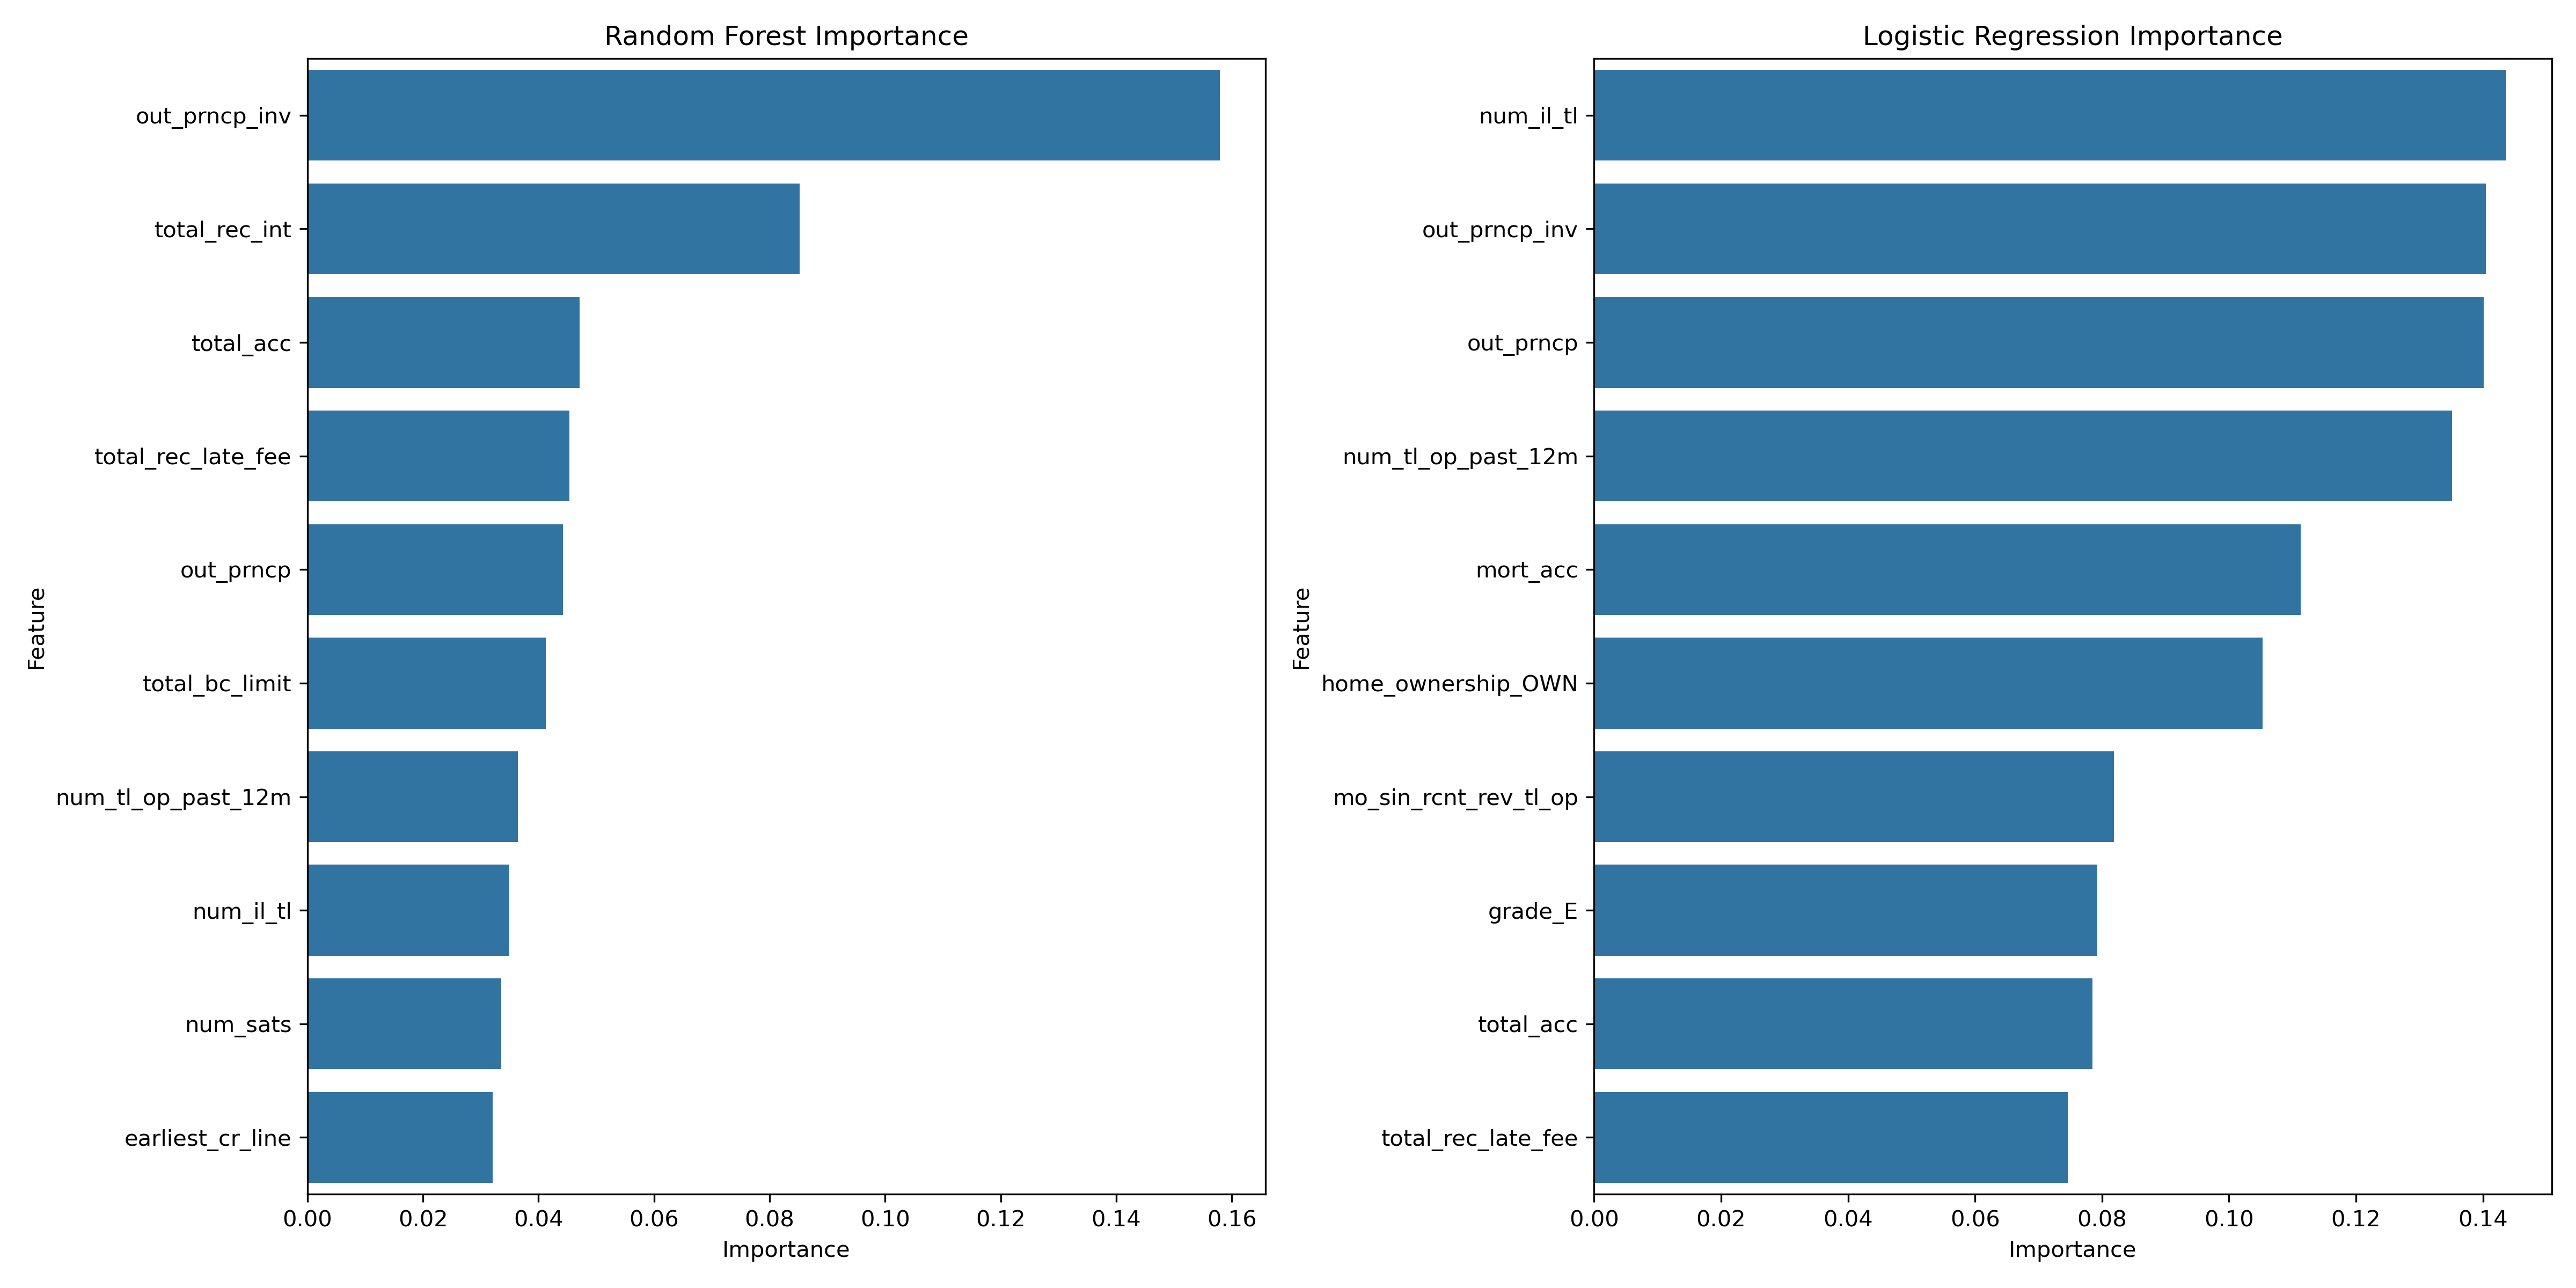 Random Forest Importance
Feature
out_prncp_inv
total_rec_int
total_acc
total_rec_late_fee
out_prncp
total_bc_limit
num_tl_op_past_12m
num_il_tl
num_sats
earliest_cr_line
0.00 0.02 0.04 0.06 0.08 0.10 0.12 0.14 0.16
Importance
Logistic Regression Importance
Feature
num_il_tl
out_prncp_inv
out_prncp
num_tl_op_past_12m
mort_acc
home_ownership_OWN
mo_sin_rcnt_rev_tl_op
grade_E
total_acc
total_rec_late_fee
0.00 0.02 0.04 0.06 0.08 0.10 0.12 0.14
Importance